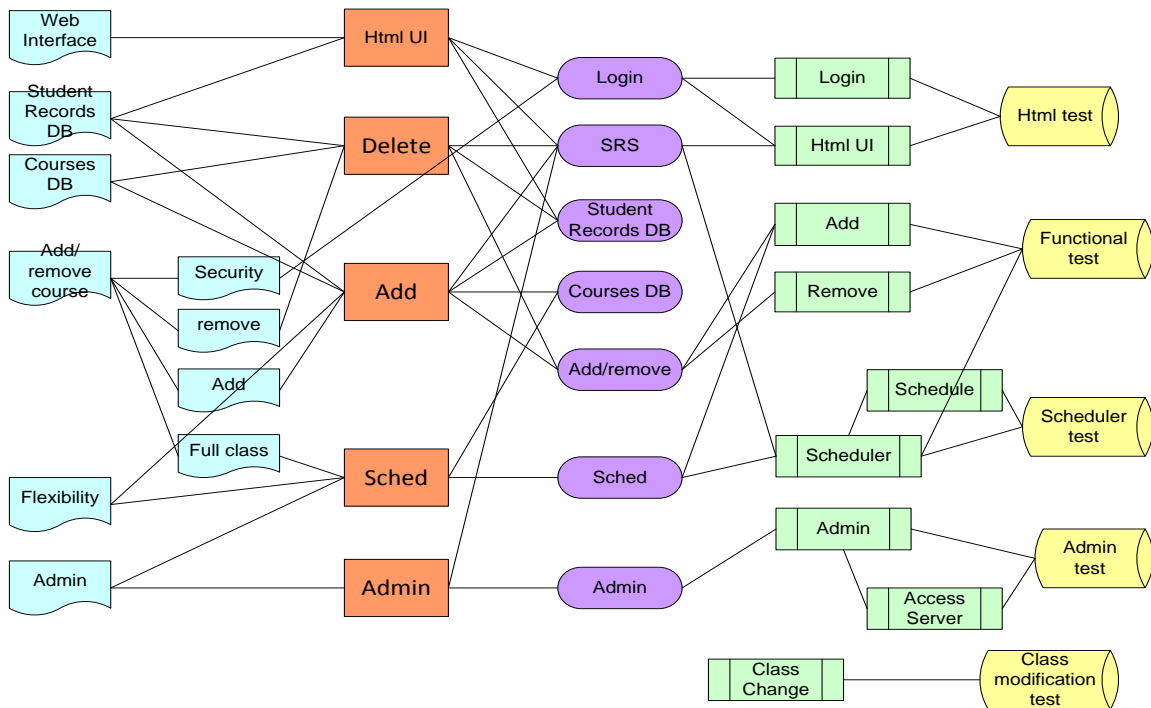 Web
Interface
Student
Records
DB
Courses
DB
Add/
remove
course
Security
remove
Add
Full class
Flexibility
Admin
Html UI
Delete
Add
Sched
Admin
Login
SRS
Student
Records DB
Courses DB
Add/remove
Sched
Admin
Login
Html UI
Add
Remove
Schedule
Scheduler
Admin
Access
Server
Class
Change
Html test
Functional
test
Scheduler
test
Admin
test
Class
modification
test